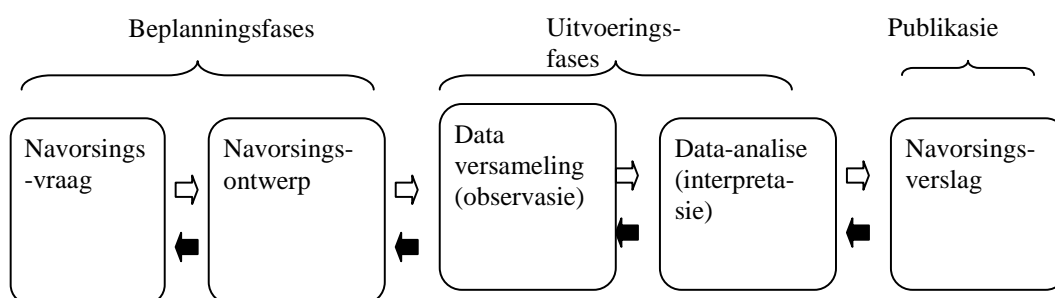 Beplanningsfases
Uitvoerings-
fases
Publikasie
Navorsings
-vraag
Navorsings-
ontwerp
Data
versameling
(observasie)
Data-analise
(interpreta-
sie)
Navorsings-
verslag